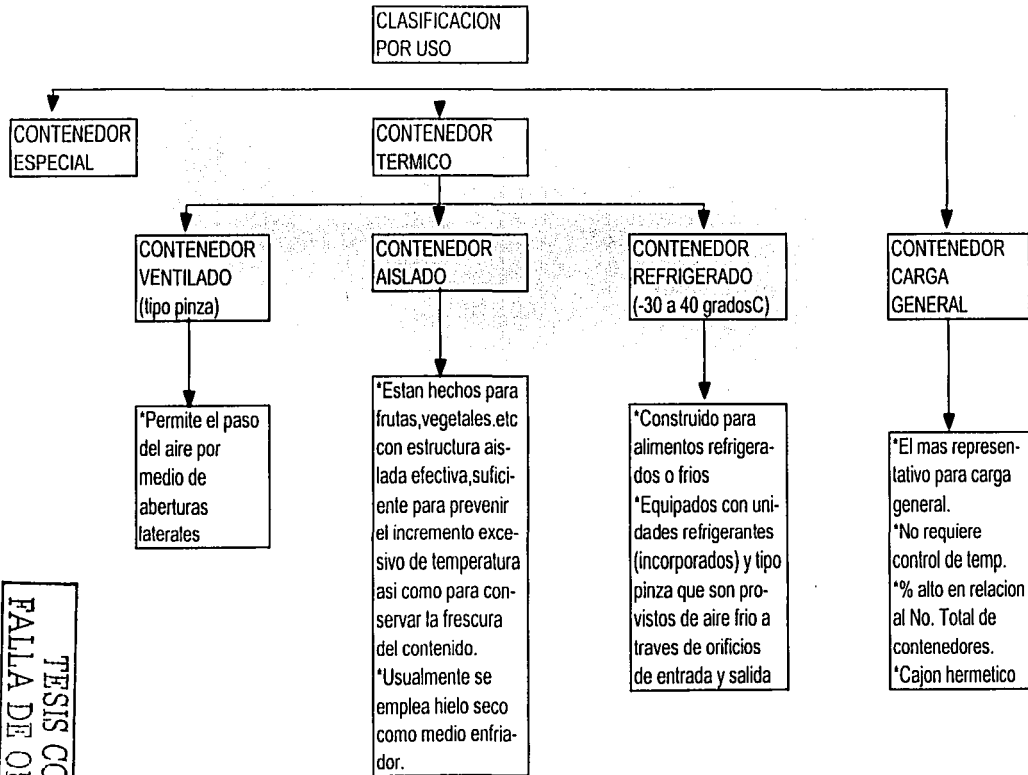 CLASIFICACION
POR USO
CONTENEDOR
ESPECIAL
CONTENEDOR
TERMICO
CONTENEDOR
VENTILADO
(tipo pinza)
CONTENEDOR
AISLADO
CONTENEDOR
REFRIGERADO
(-30 a 40 gradosC)
CONTENEDOR
CARGA
GENERAL
*Permite el paso
del aire por
medio de
aberturas
laterales
*Estan hechos para
frutas,vegetales.etc
con estructura ais-
lada efectiva,sufici-
ente para prevenir
el incremento exce-
sivo de temperatura
asi como para con-
servar la frescura
del contenido.
*Usualmente se
emplea hielo seco
como medio enfria-
dor.
*Construido para
alimentos refrigera-
dos o frios
*Equipados con uni-
dades refrigerantes
(incorporados) y tipo
pinza que son pro-
vistos de aire frio a
traves de orificios
de entrada y salida
*El mas represen-
tativo para carga
general.
*No requiere
control de temp.
*% alto en relacion
al No. Total de
contenedores.
*Cajon hermetico
TESIS
FALLA DE